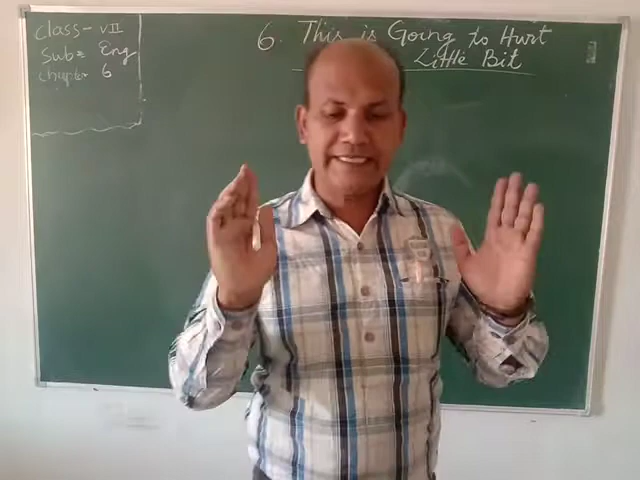 class- VII
Sub= Eng
Chapter 6
6. This is Going to Hurt
Little Bit